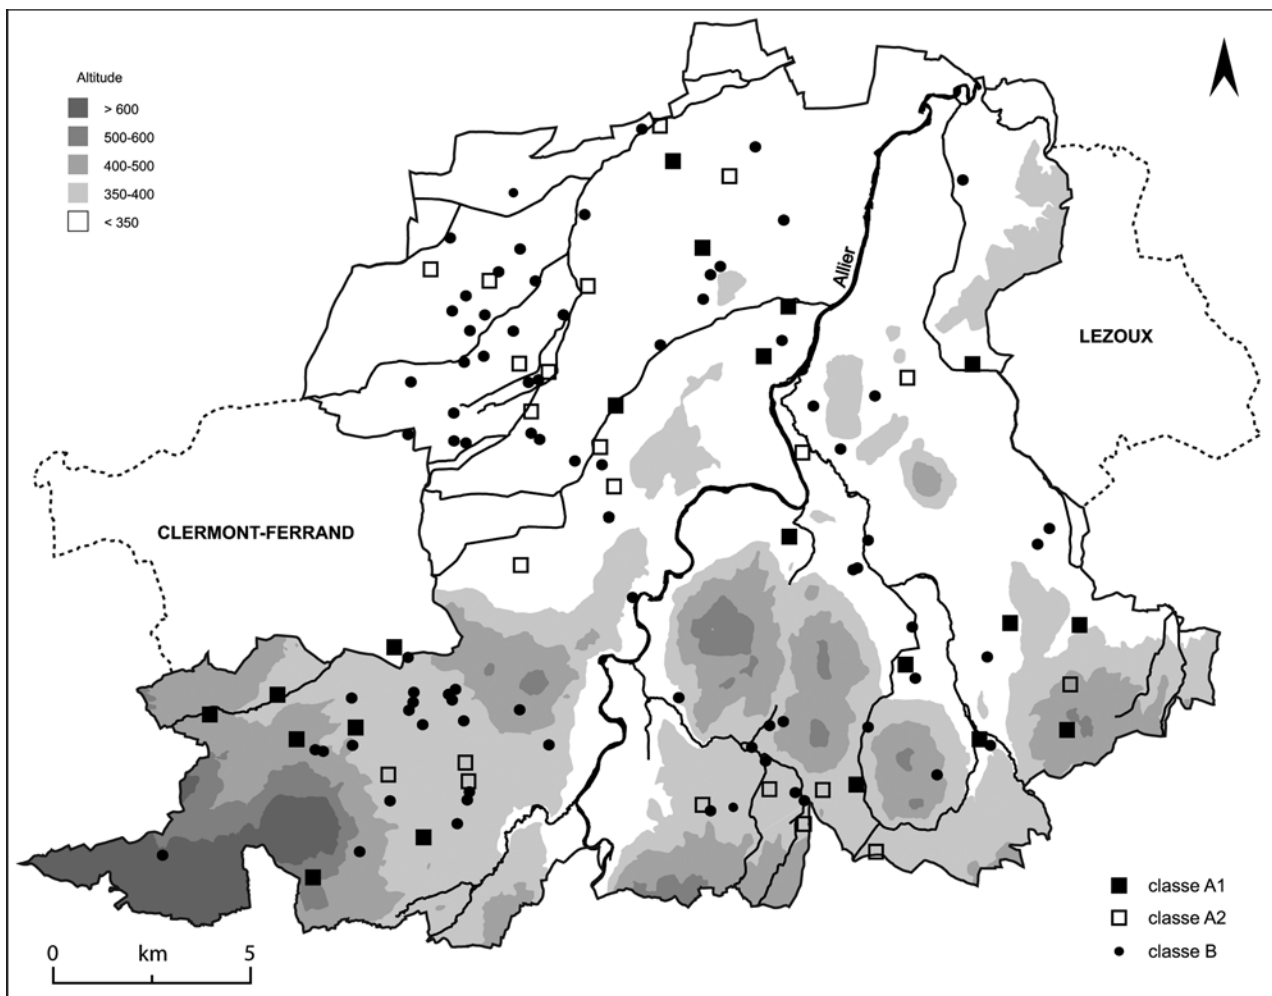 Altitude
> 600
500-600
400-500
350-400
< 350
Allier
LEZOUX
CLERMONT-FERRAND
classe A1
classe A2
classe B
0 km 5